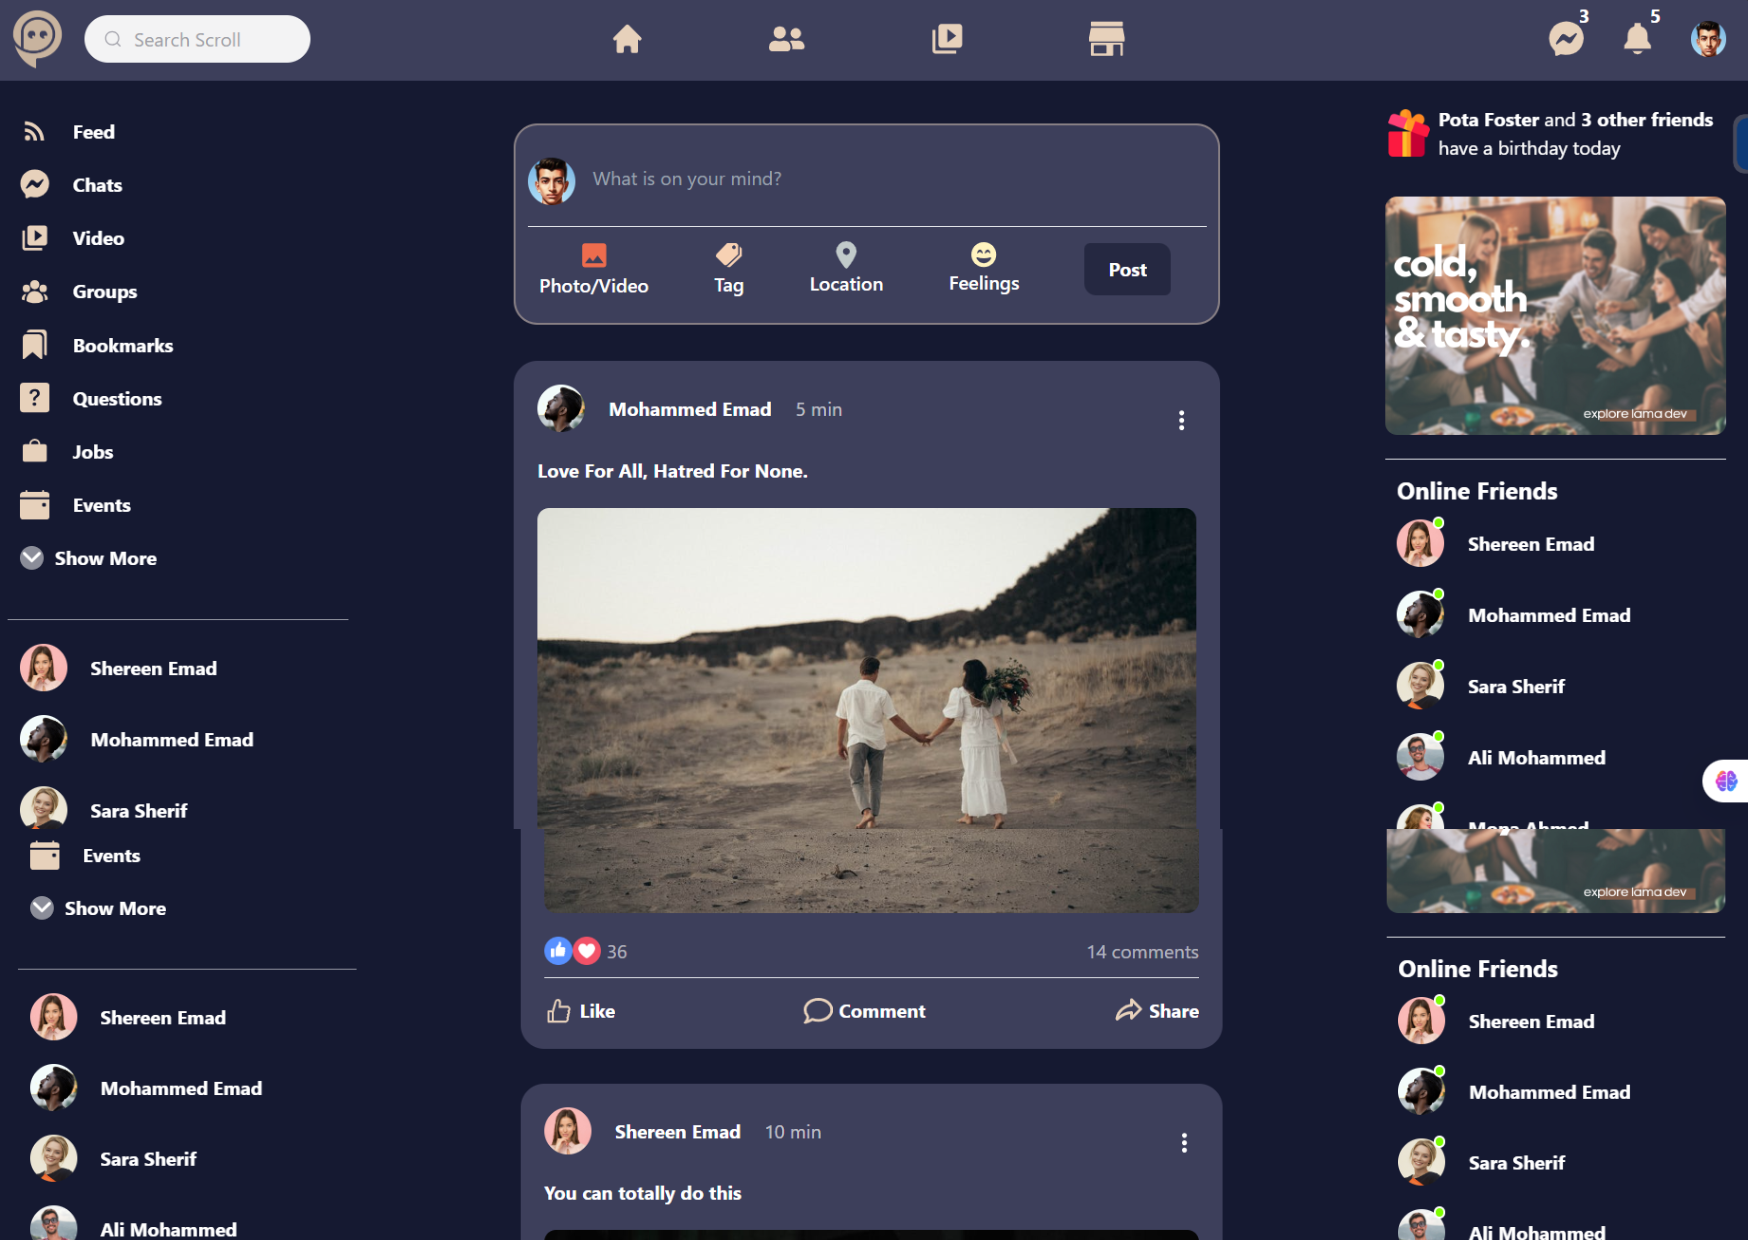 Search Scroll
3
5
Feed
Chats
Video
Groups
Bookmarks
Questions
Jobs
Events
Show More
Shereen Emad
Mohammed Emad
Sara Sherif
Events
Show More
Shereen Emad
Mohammed Emad
Sara Sherif
Ali Mohammed
What is on your mind?
Photo/Video
Tag
Location
Feelings
Post
Mohammed Emad 5 min
Love For All, Hatred For None.
36
14 comments
Like
Comment
Share
Shereen Emad 10 min
You can totally do this
Pota Foster and 3 other friends
have a birthday today
cold,
smooth
& tasty.
explore lama dev
Online Friends
Shereen Emad
Mohammed Emad
Sara Sherif
Ali Mohammed
Mona Ahmed
explore lama dev
Online Friends
Shereen Emad
Mohammed Emad
Sara Sherif
Ali Mohammed